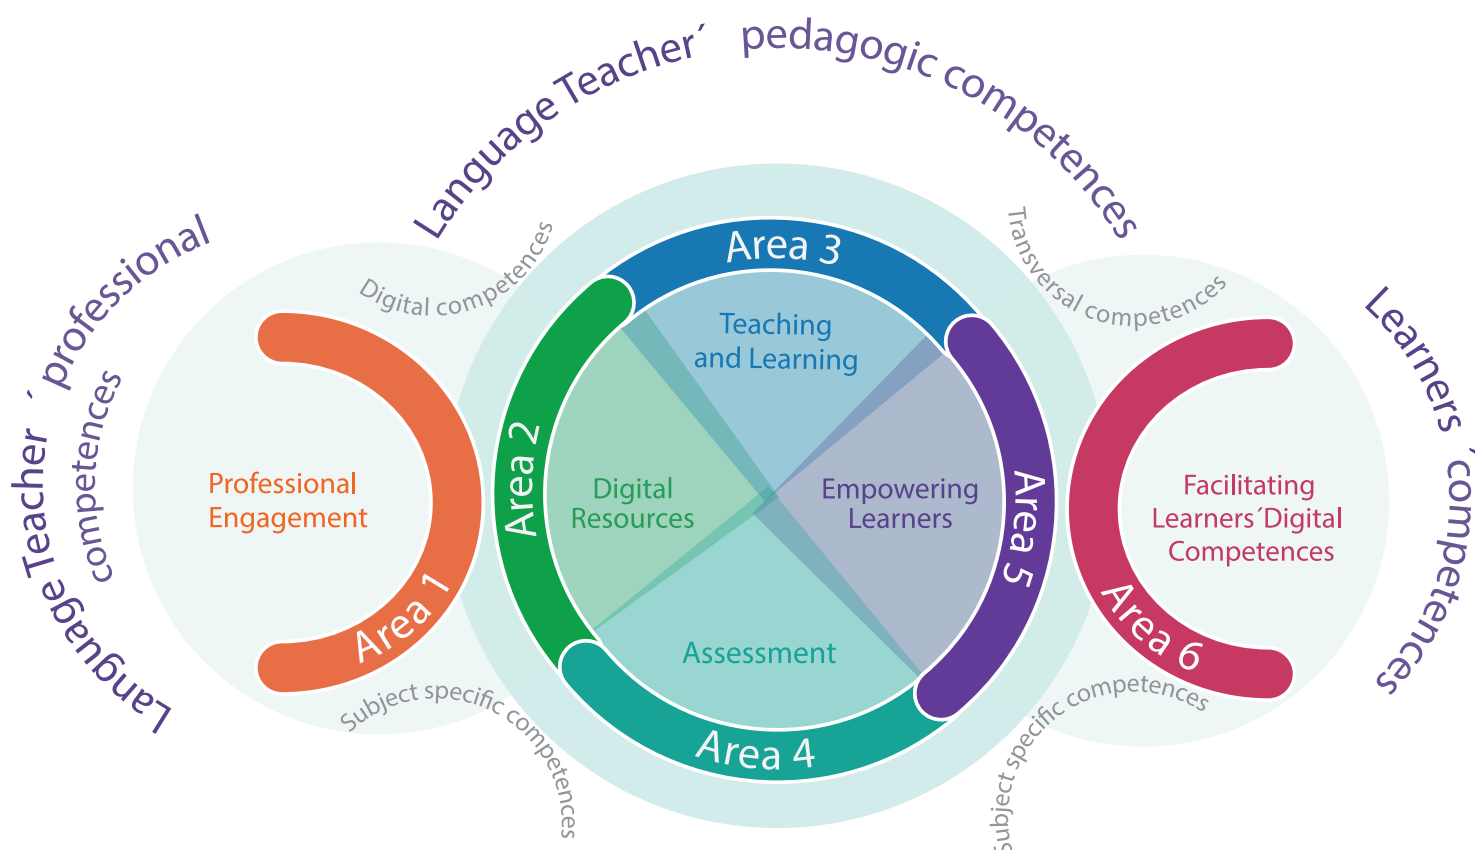 Language Teacher´ pedagogic competences
Language Teacher ´professional
competences
Digital competences
Transversal competences
Learners ´competences
Area 3
Teaching
and Learning
Area 2
Digital
Resources
Area 5
Empowering
Learners
Area 1
Professional
Engagement
Area 6
Facilitating
Learners´Digital
Competences
Assessment
Area 4
Subject specific competences
Subject specific competences